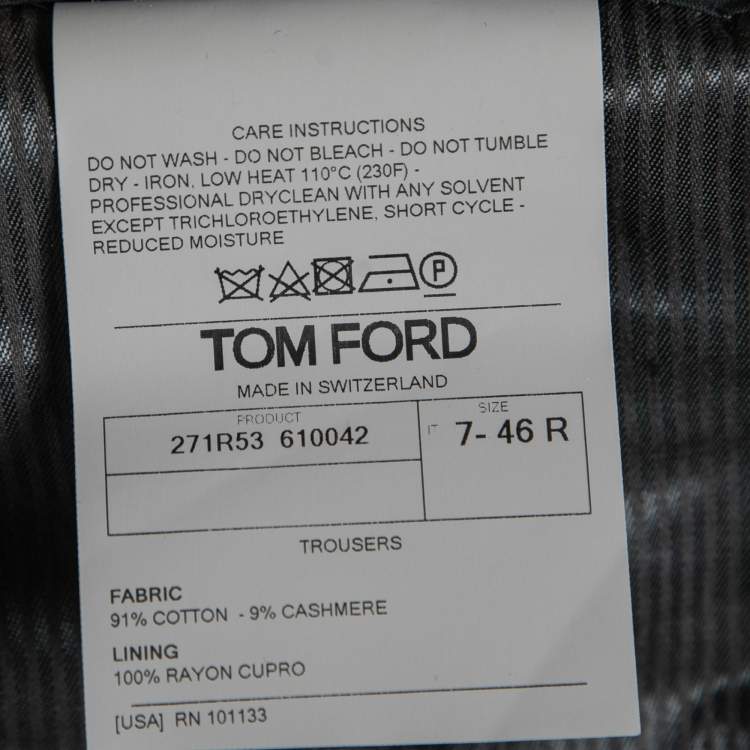 CARE INSTRUCTIONS
DO NOT WASH - DO NOT BLEACH - DO NOT TUMBLE
DRY - IRON, LOW HEAT 110°C (230F) -
PROFESSIONAL DRYCLEAN WITH ANY SOLVENT
EXCEPT TRICHLOROETHYLENE, SHORT CYCLE -
REDUCED MOISTURE
P
TOM FORD
MADE IN SWITZERLAND
PRODUCT
271R53 610042
SIZE
IT 7- 46 R
TROUSERS
FABRIC
91% COTTON - 9% CASHMERE
LINING
100% RAYON CUPRO
[USA] RN 101133